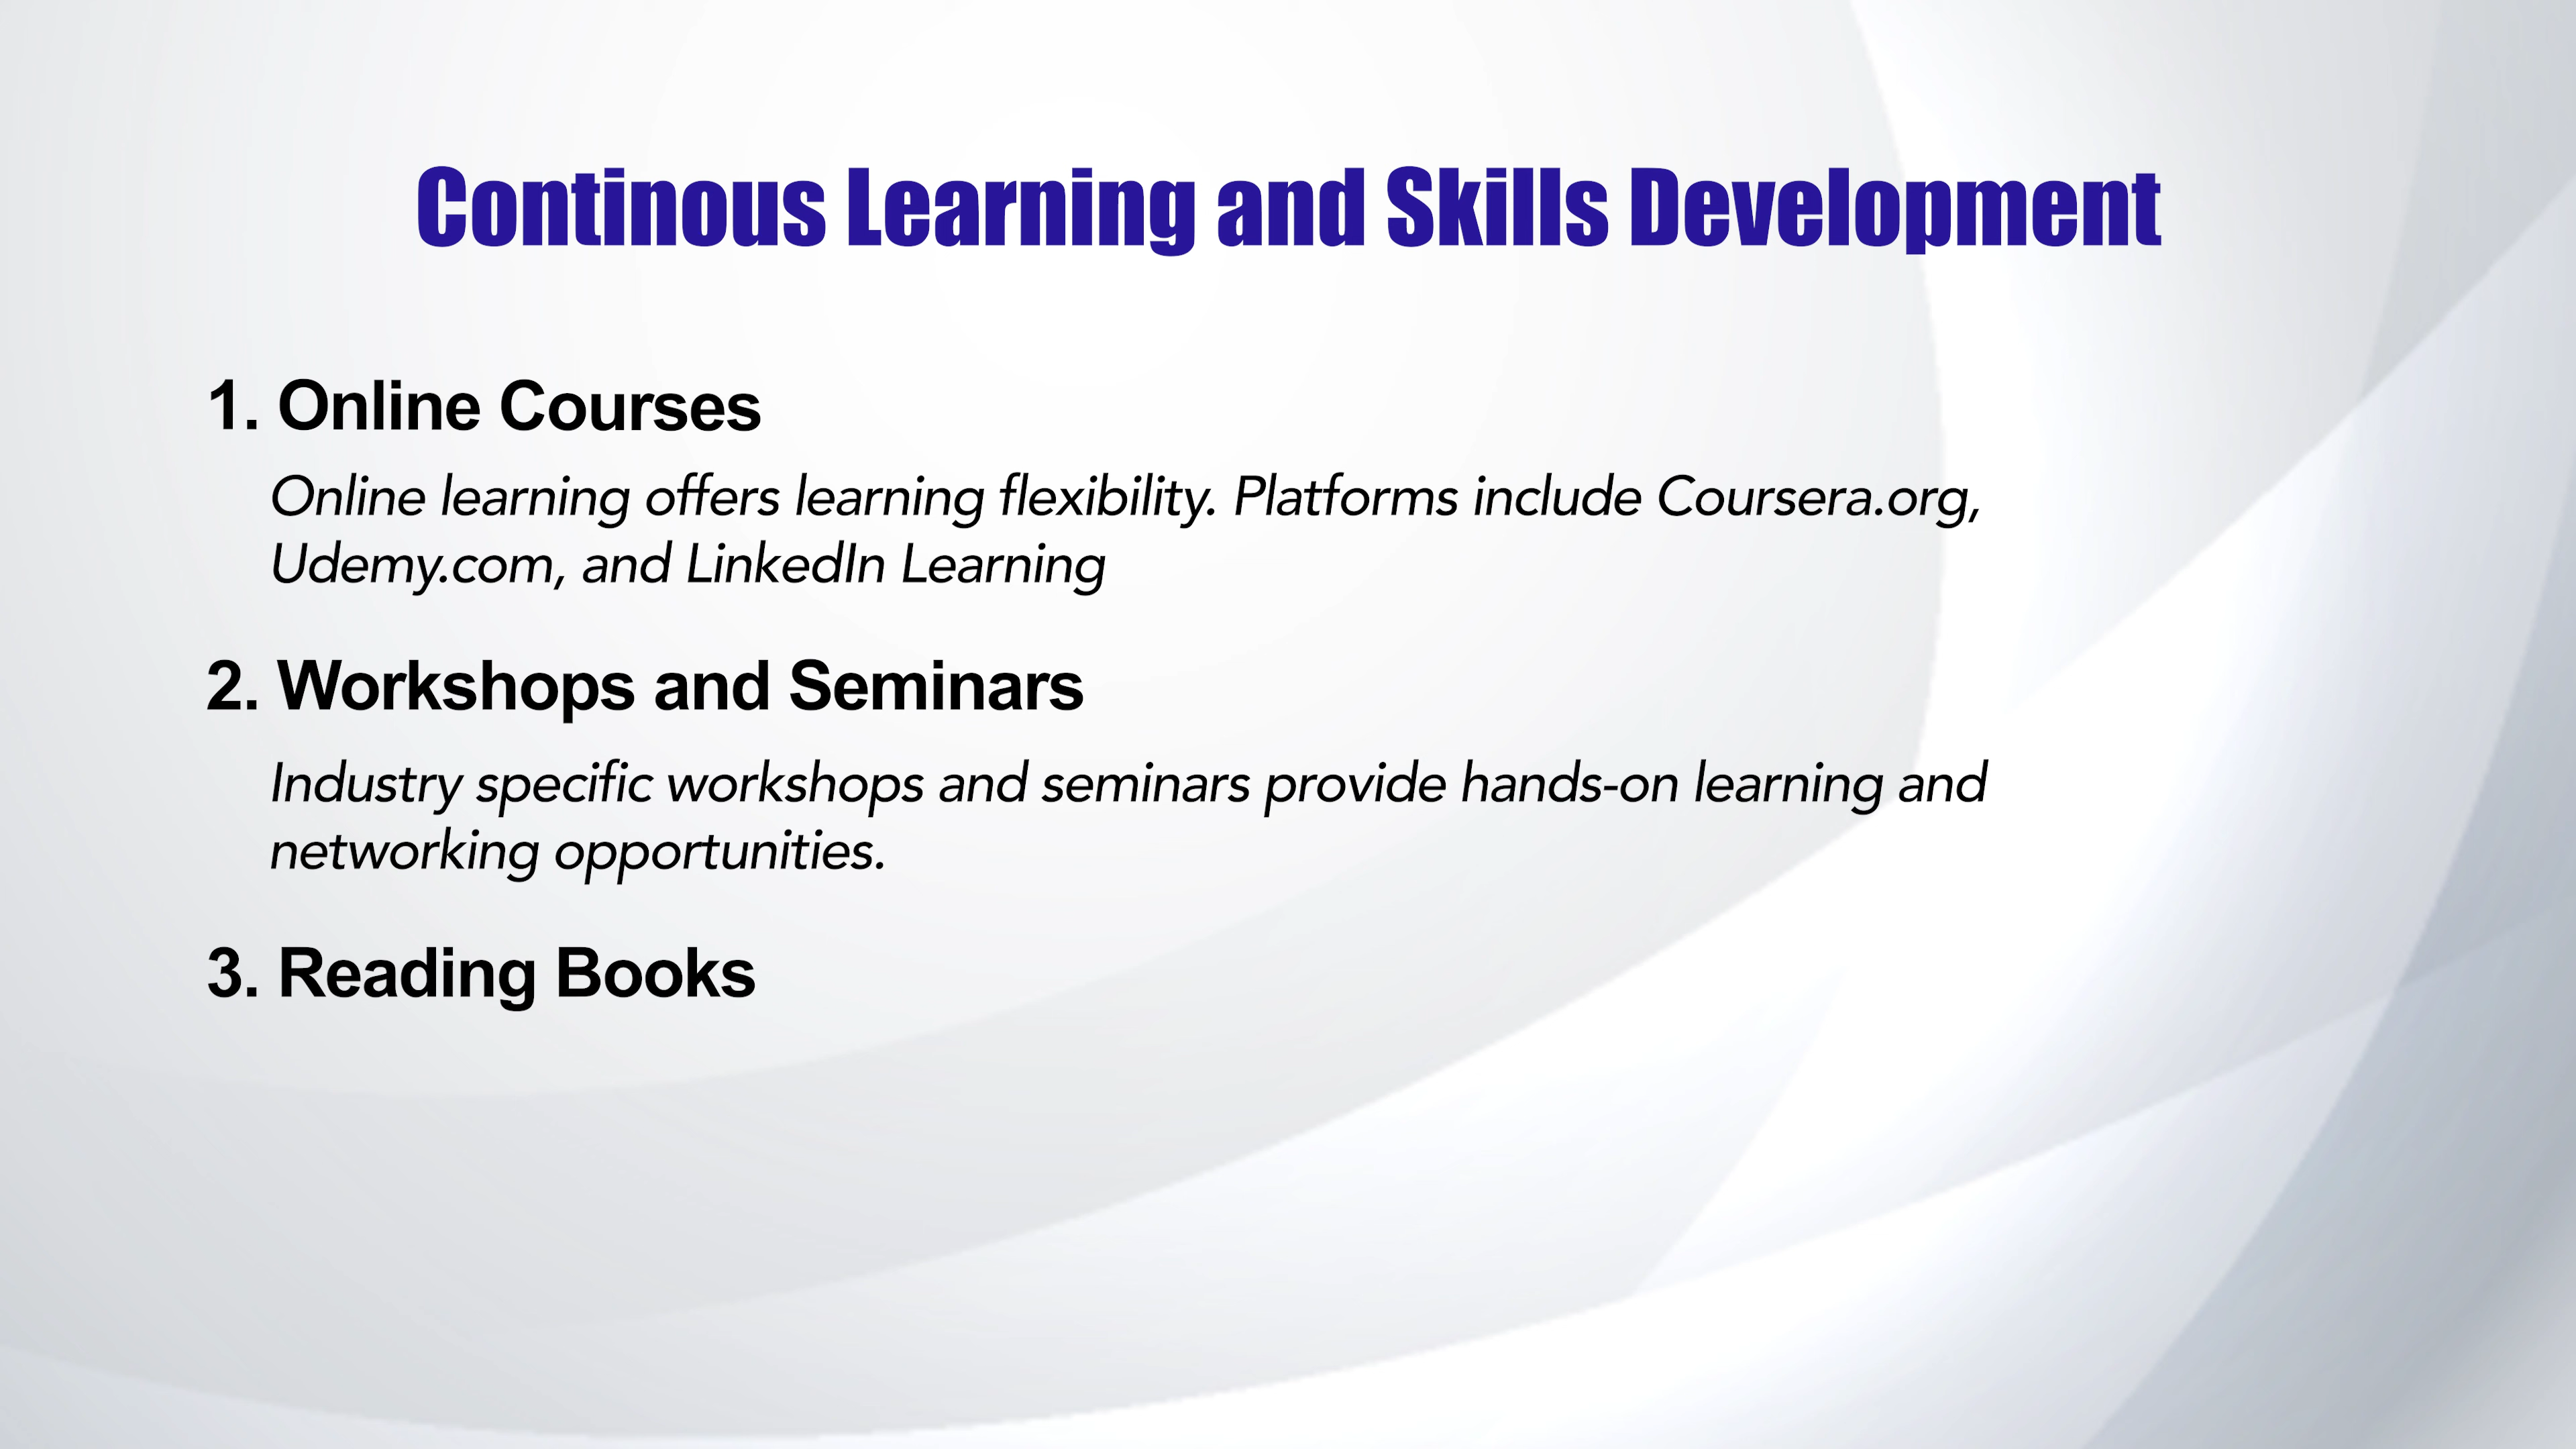 Continous Learning and Skills Development
1. Online Courses
Online learning offers learning flexibility. Platforms include Coursera.org,
Udemy.com, and LinkedIn Learning
2. Workshops and Seminars
Industry specific workshops and seminars provide hands-on learning and
networking opportunities.
3. Reading Books